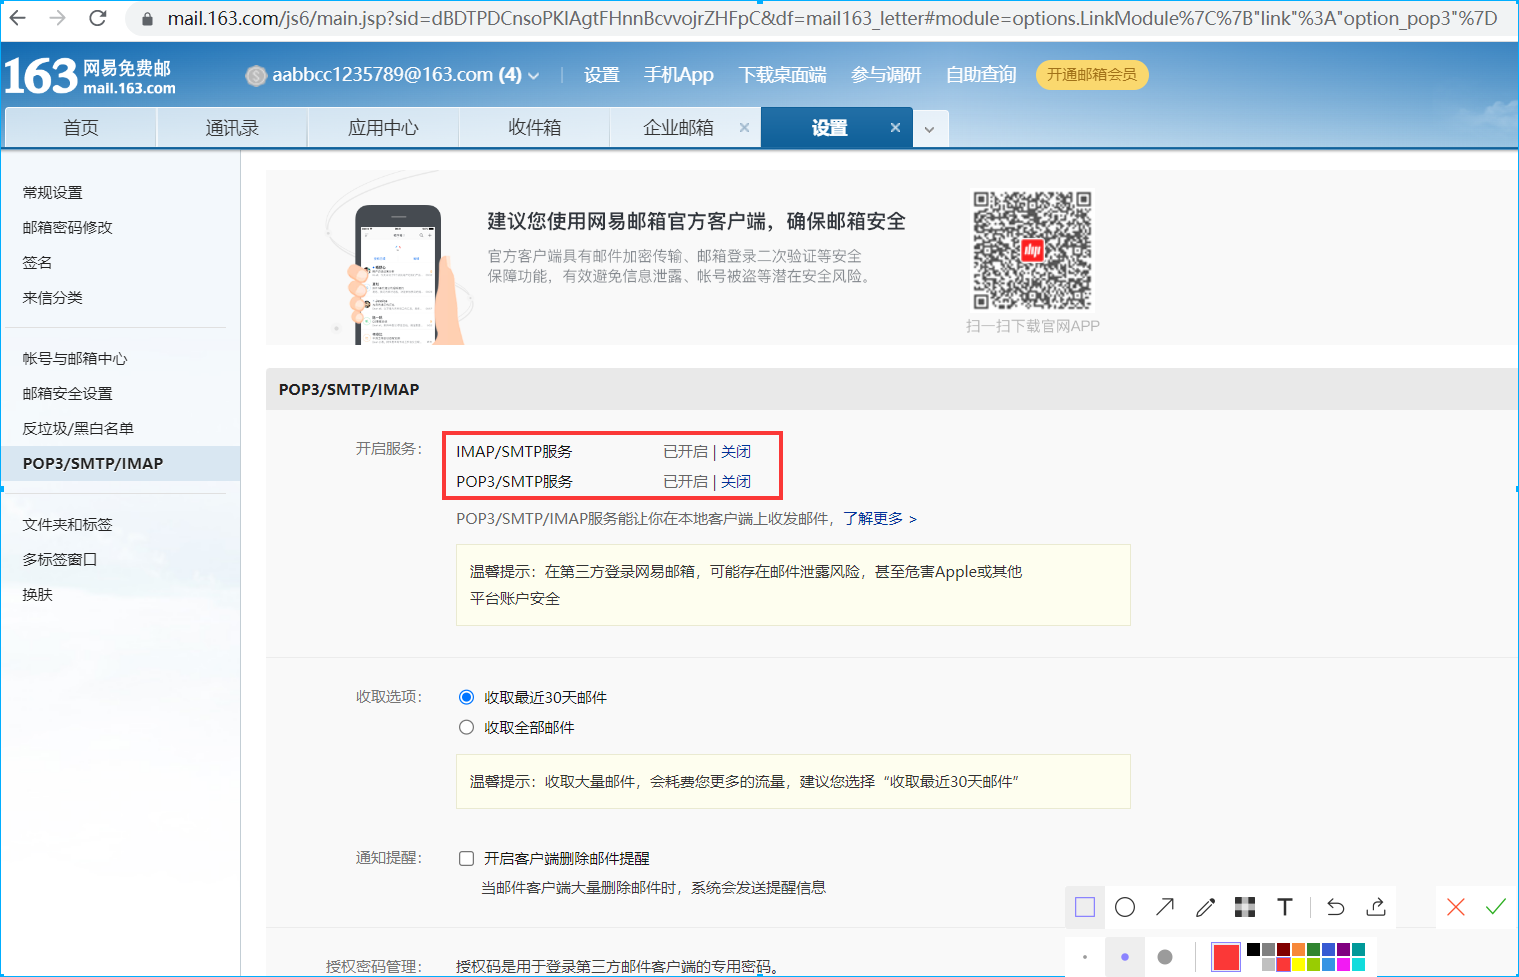 mail.163.com/js6/main.jsp?sid=dBDTPDCnsoPKIAgtFHnnBcvvojrZHFpC&df=mail163_letter#module=options.LinkModule%7C%7B"link"%3A"option_pop3"%7D
163 网易免费邮
mail.163.com
aabbcc1235789@163.com (4)
设置 手机App 下载桌面端 参与调研 自助查询 开通邮箱会员
首页 通讯录 应用中心 收件箱 企业邮箱 × 设置 ×
常规设置
邮箱密码修改
签名
来信分类
帐号与邮箱中心
邮箱安全设置
反垃圾/黑白名单
POP3/SMTP/IMAP
文件夹和标签
多标签窗口
换肤
建议您使用网易邮箱官方客户端，确保邮箱安全
官方客户端具有邮件加密传输、邮箱登录二次验证等安全
保障功能，有效避免信息泄露、帐号被盗等潜在安全风险。
扫一扫下载官网APP
POP3/SMTP/IMAP
开启服务： IMAP/SMTP服务 已开启 | 关闭
POP3/SMTP服务 已开启 | 关闭
POP3/SMTP/IMAP服务能让你在本地客户端上收发邮件，了解更多 >
温馨提示：在第三方登录网易邮箱，可能存在邮件泄露风险，甚至危害Apple或其他
平台账户安全
收取选项： 收取最近30天邮件
收取全部邮件
温馨提示：收取大量邮件，会耗费您更多的流量，建议您选择“收取最近30天邮件”
通知提醒： 开启客户端删除邮件提醒
当邮件客户端大量删除邮件时，系统会发送提醒信息
授权密码管理： 授权码是用于登录第三方邮件客户端的专用密码。
T